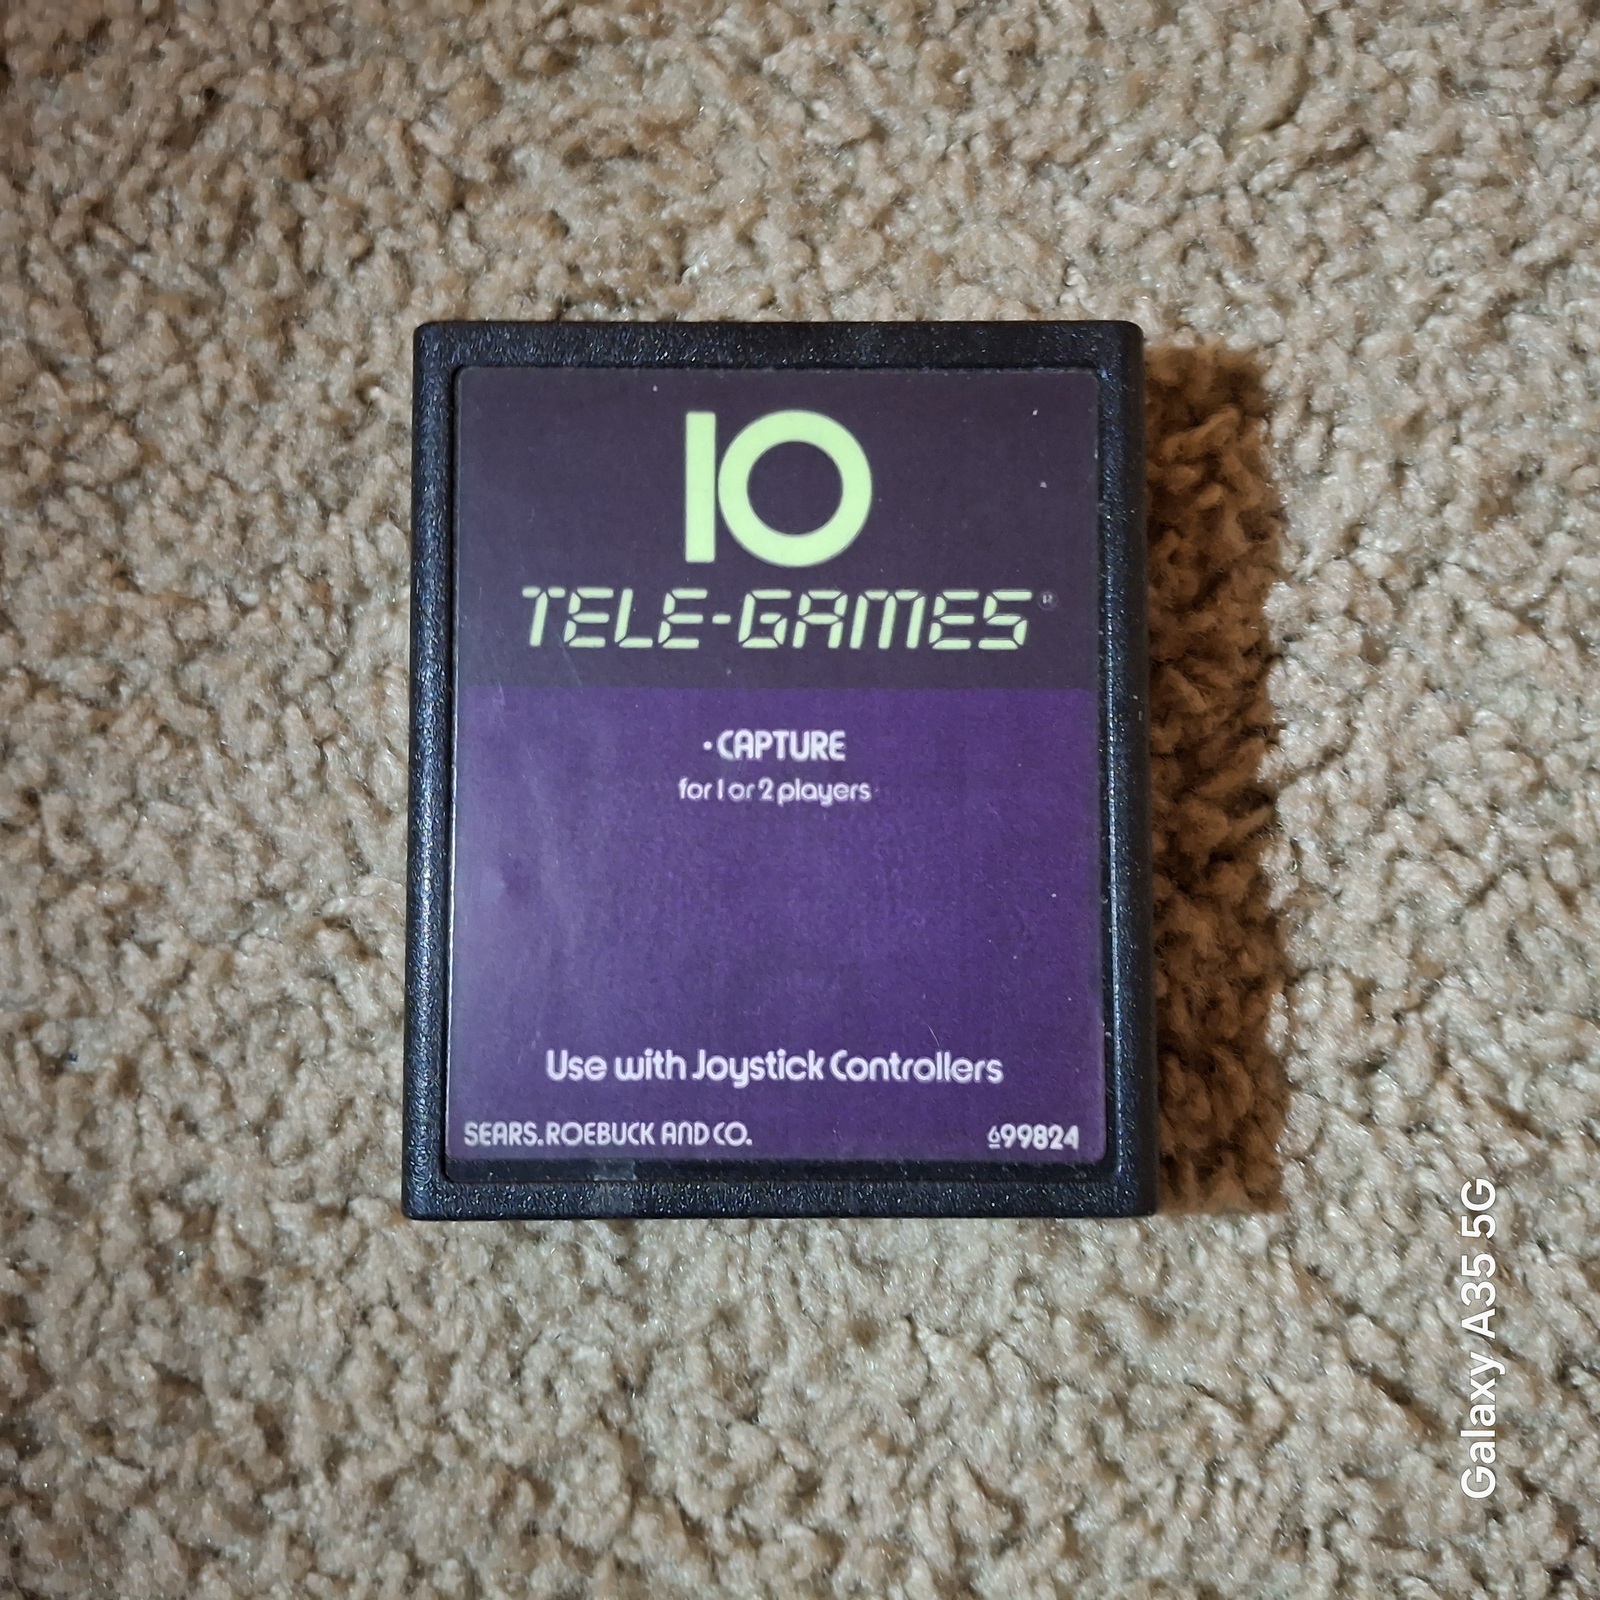 10
TELE-GAMES®
•CAPTURE
for 1 or 2 players
Use with Joystick Controllers
SEARS, ROEBUCK AND CO.
699824
Galaxy A35 5G